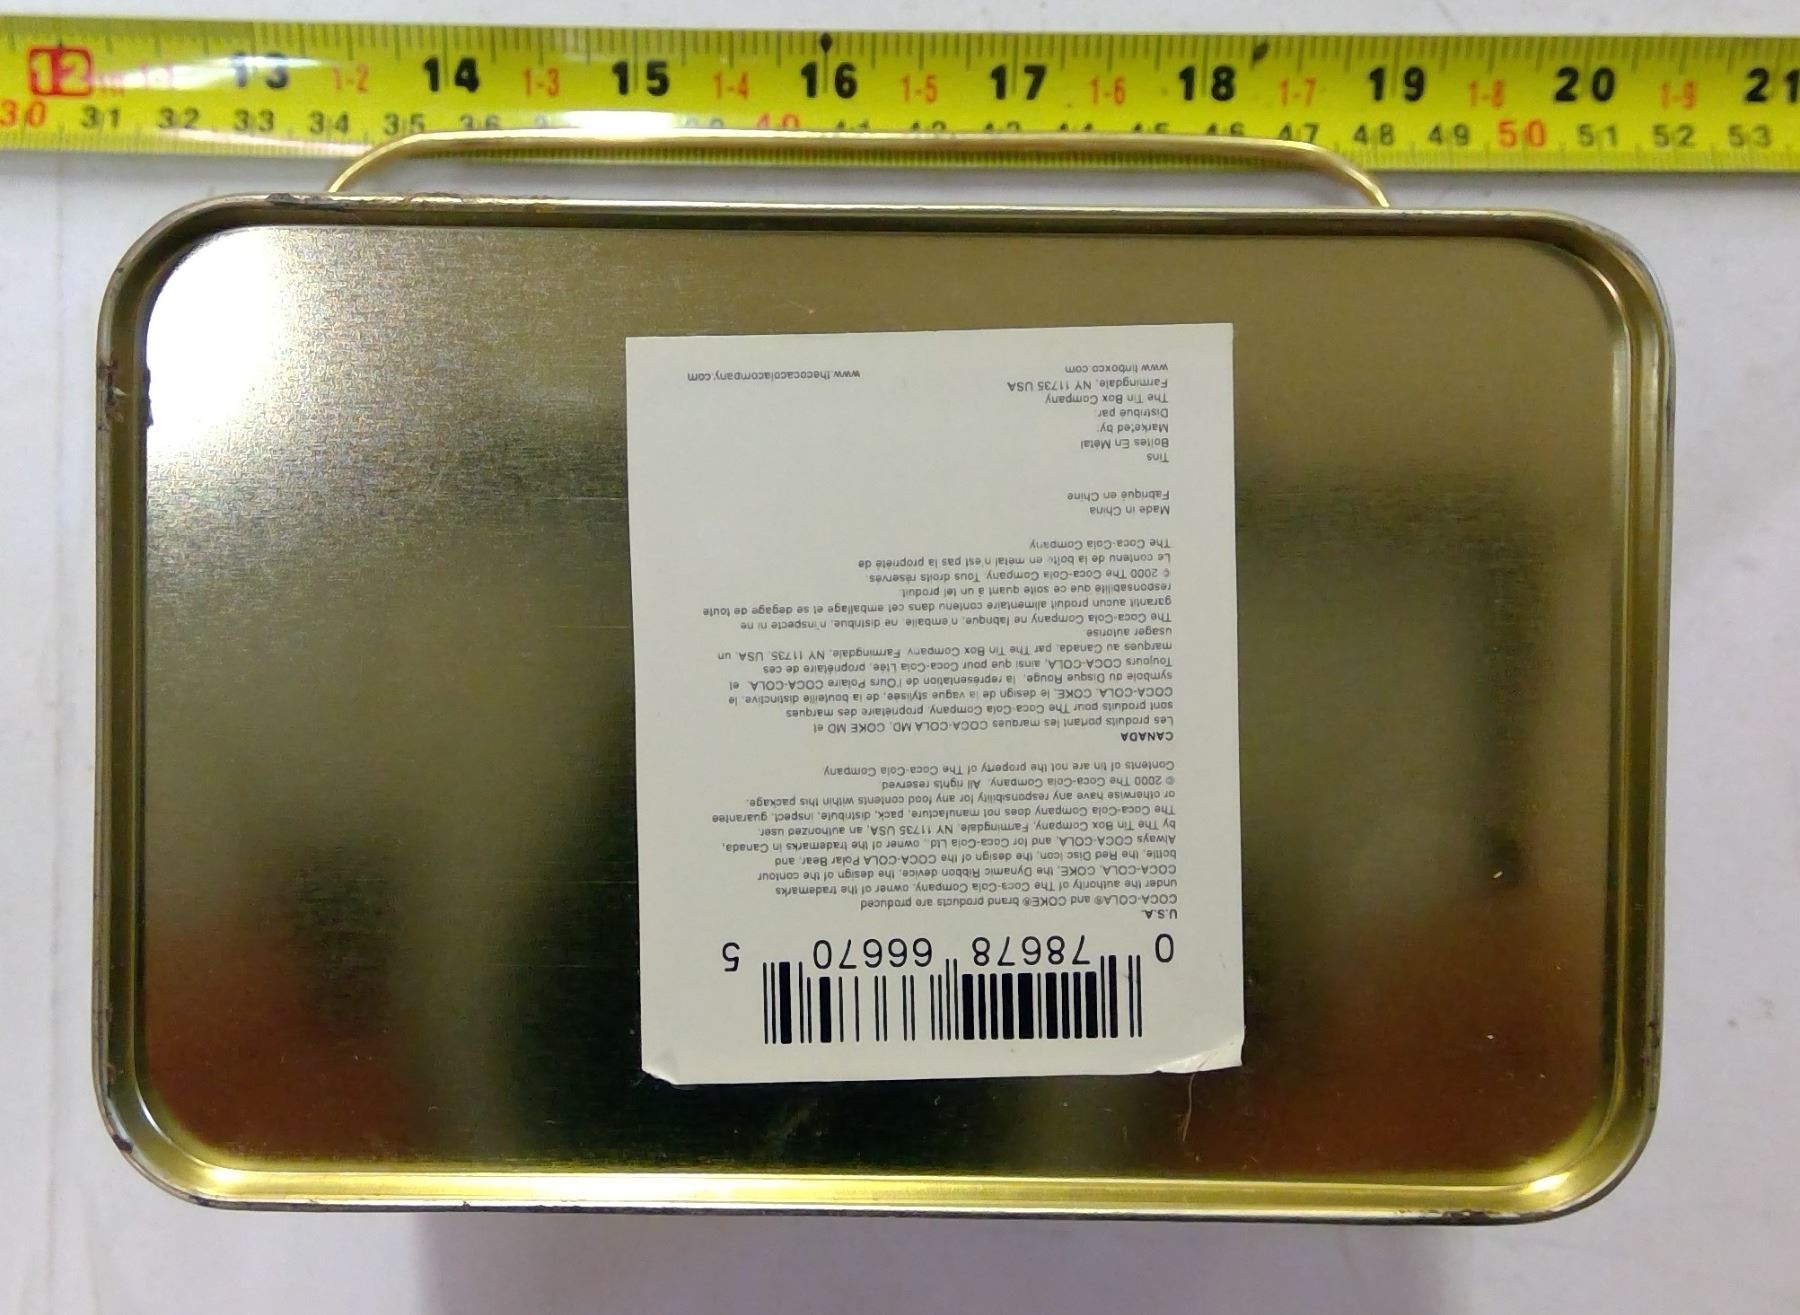 12 13 1-2 14 1-3 15 1-4 16 1-5 17 1-6 18 1-7 19 1-8 20 1-9 21
30 31 32 33 34 35 36 40 41 42 43 44 45 46 47 48 49 50 51 52 53
0 78678 66670 5
U.S.A.
COCA-COLA® and COKE® brand products are produced
under the authority of The Coca-Cola Company, owner of the trademarks
COCA-COLA, COKE, the Dynamic Ribbon device, the design of the contour
bottle, the Red Disc Icon, the design of the COCA-COLA Polar Bear, and
Always COCA-COLA, and for Coca-Cola Ltd., owner of the trademarks in Canada,
by The Tin Box Company, Farmingdale, NY 11735 USA, an authorized user.
The Coca-Cola Company does not manufacture, pack, distribute, inspect, guarantee
or otherwise have any responsibility for any food contents within this package.
© 2000 The Coca-Cola Company. All rights reserved.
Contents of tin are not the property of The Coca-Cola Company
CANADA
Les produits portant les marques COCA-COLA MD, COKE MD et
sont produits pour The Coca-Cola Company, propriétaire des marques
COCA-COLA, COKE, le design de la vague stylisée, de la bouteille distinctive, le
symbole du Disque Rouge, la représentation de l'Ours Polaire COCA-COLA, et
Toujours COCA-COLA, ainsi que pour Coca-Cola Ltée, propriétaire de ces
marques au Canada, par The Tin Box Company Farmingdale, NY 11735, USA, un
usager autorise
The Coca-Cola Company ne fabrique, n'emballe, ne distribue, n'inspecte ni ne
garantit aucun produit alimentaire contenu dans cet emballage et se degage de toute
responsabilité que ce soite quant à un tel produit.
© 2000 The Coca-Cola Company. Tous droits réservés.
Le contenu de la boîte en métal n'est pas la propriété de
The Coca-Cola Company
Made in China
Fabriqué en Chine
Tins
Boîtes En Métal
Marketed by:
Distribué par:
The Tin Box Company
Farmingdale, NY 11735 USA
www.tinboxco.com www.thecocacolacompany.com